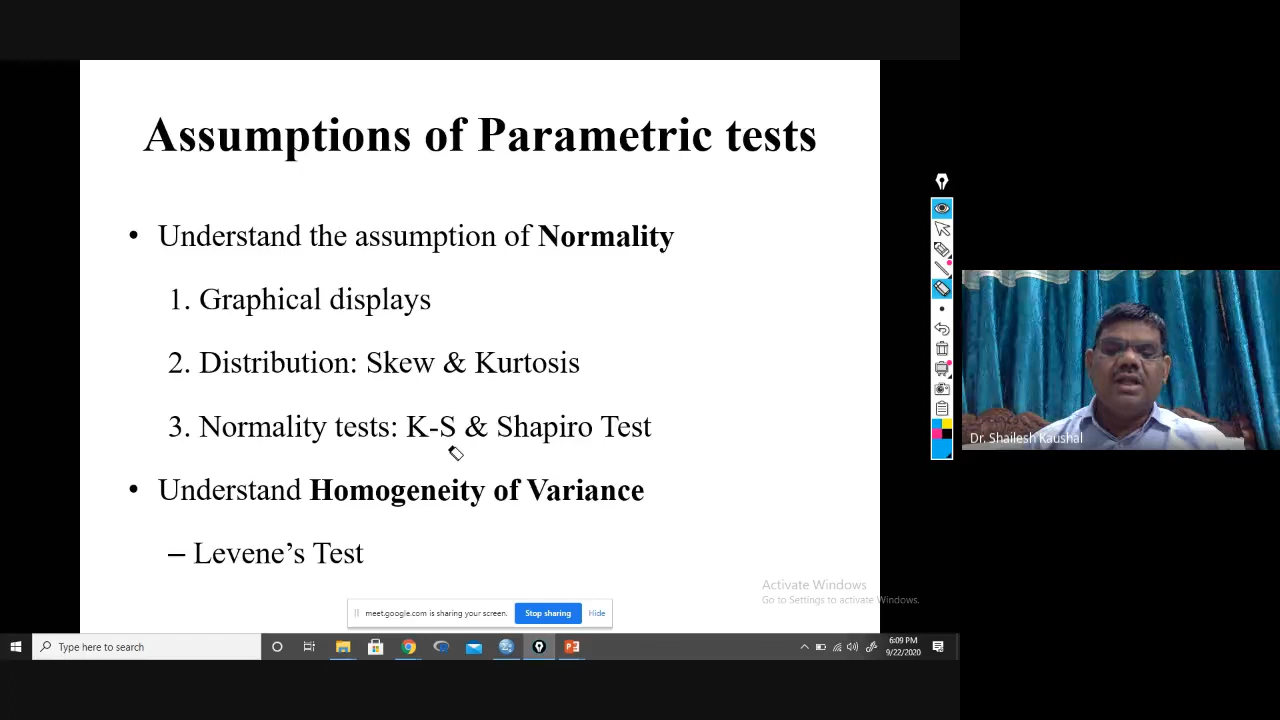 Assumptions of Parametric tests
• Understand the assumption of Normality
1. Graphical displays
2. Distribution: Skew & Kurtosis
3. Normality tests: K-S & Shapiro Test
• Understand Homogeneity of Variance
– Levene’s Test
Dr. Shailesh Kaushal
Activate Windows
Go to Settings to activate Windows.
meet.google.com is sharing your screen. Stop sharing Hide
Type here to search
6:09 PM
9/22/2020